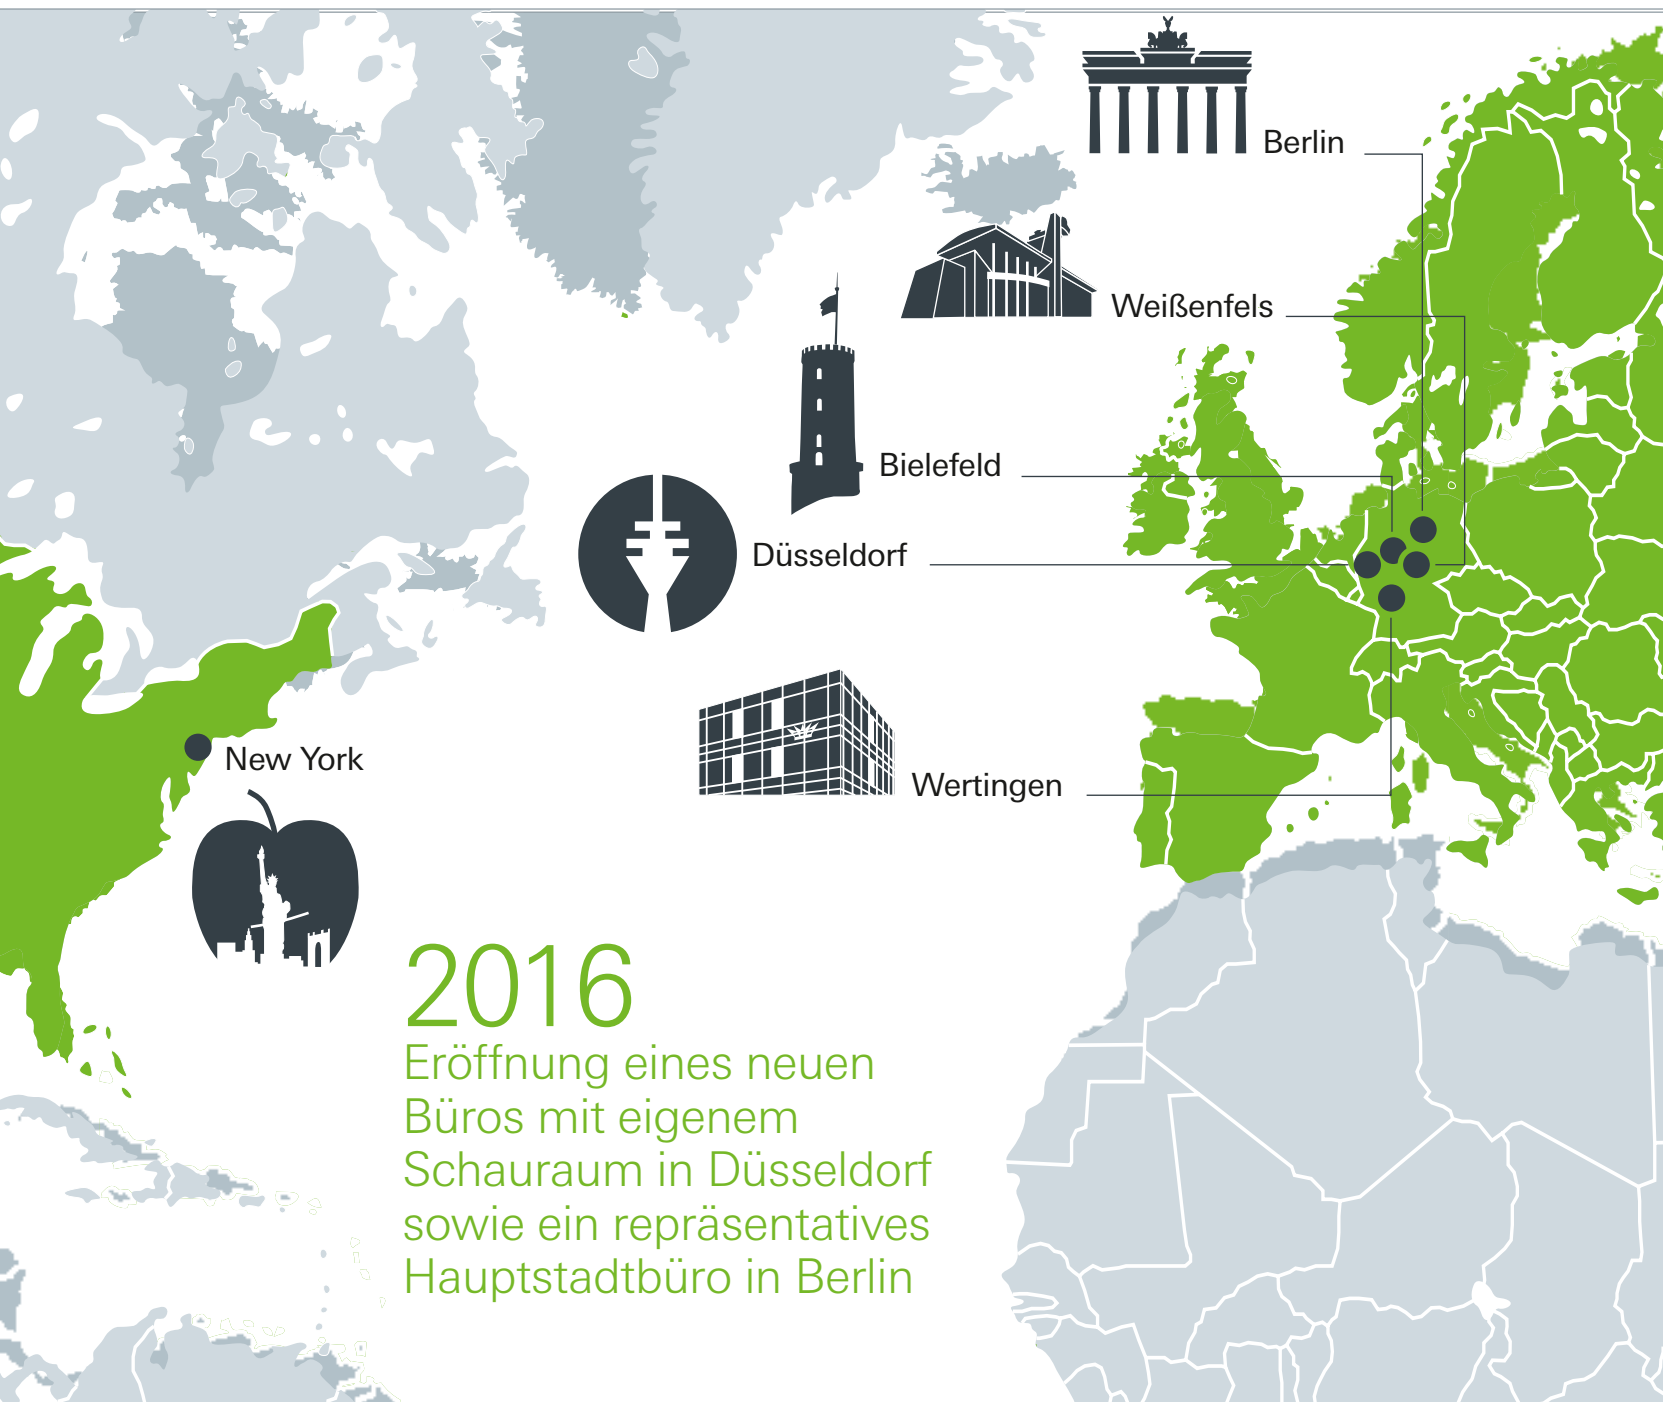 Berlin
Weißenfels
Bielefeld
Düsseldorf
New York
Wertingen
2016
Eröffnung eines neuen
Büros mit eigenem
Schauraum in Düsseldorf
sowie ein repräsentatives
Hauptstadtbüro in Berlin